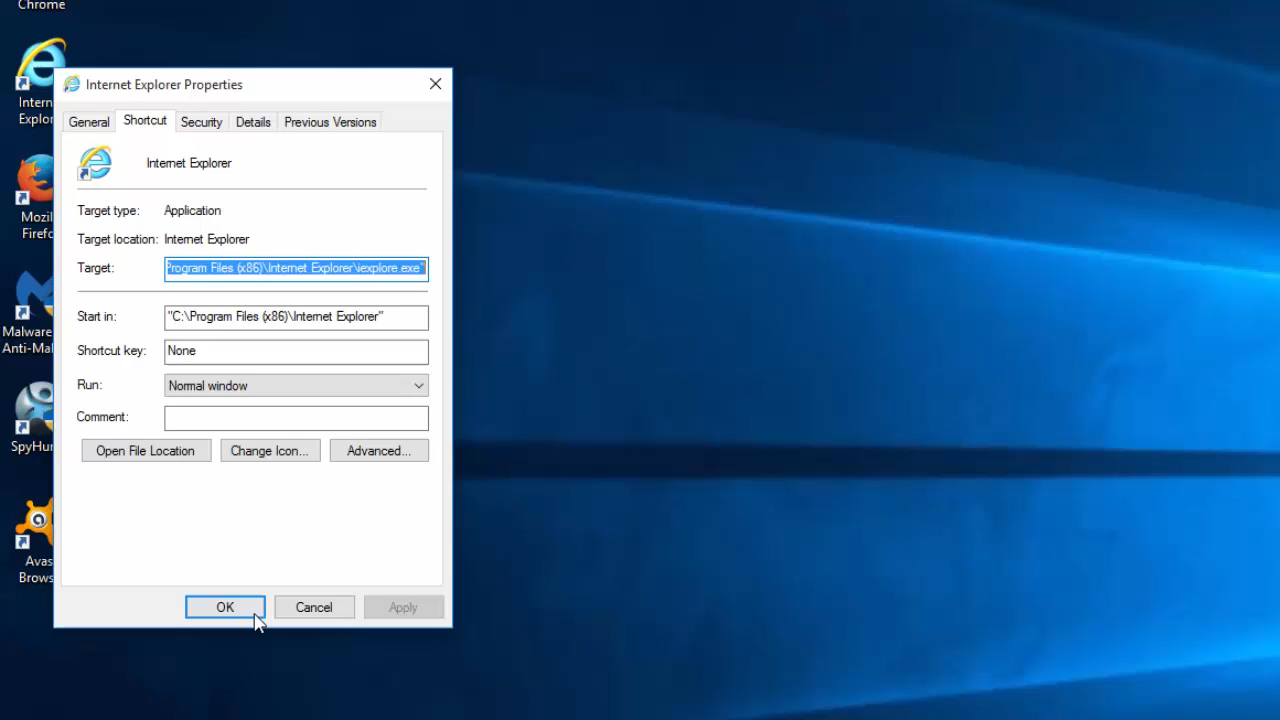 Chrome
Intern
Explor
Mozil
Firefo
Malware
Anti-Mal
SpyHun
Avas
Brows
Internet Explorer Properties
General Shortcut Security Details Previous Versions
Internet Explorer
Target type: Application
Target location: Internet Explorer
Target: Program Files (x86)\Internet Explorer\iexplore.exe"
Start in: "C:\Program Files (x86)\Internet Explorer"
Shortcut key: None
Run: Normal window
Comment:
Open File Location Change Icon... Advanced...
OK Cancel Apply